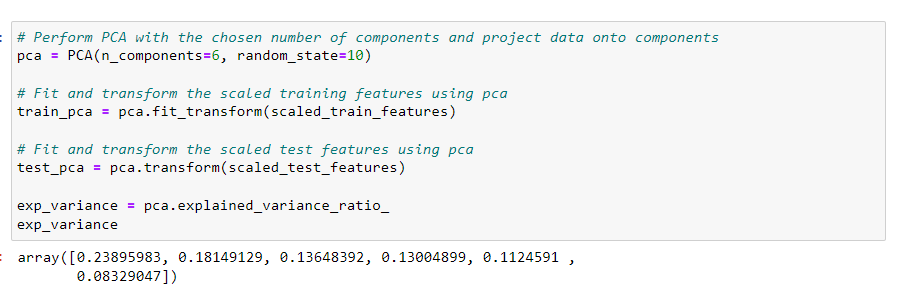 # Perform PCA with the chosen number of components and project data onto components
pca = PCA(n_components=6, random_state=10)
# Fit and transform the scaled training features using pca
train_pca = pca.fit_transform(scaled_train_features)
# Fit and transform the scaled test features using pca
test_pca = pca.transform(scaled_test_features)
exp_variance = pca.explained_variance_ratio_
exp_variance
array([0.23895983, 0.18149129, 0.13648392, 0.13004899, 0.1124591 ,
0.08329047])